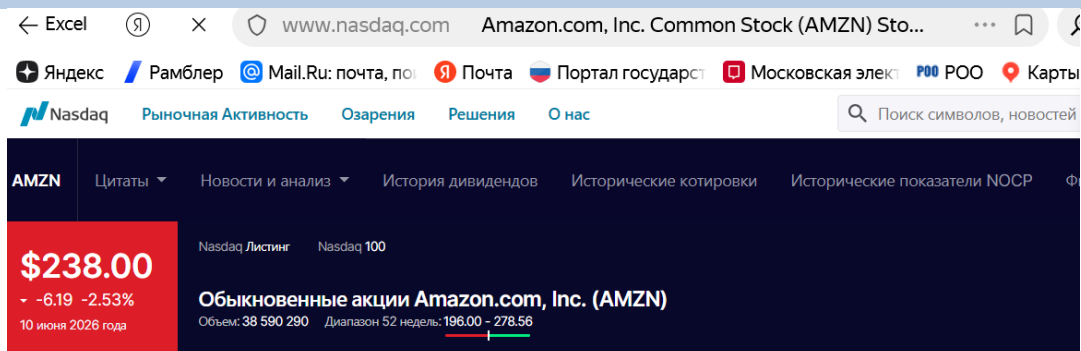 ← Excel Я www.nasdaq.com Amazon.com, Inc. Common Stock (AMZN) Sto...
Яндекс Рамблер Mail.Ru: почта, Почта Портал Московская РОО РОО Карты
Nasdaq Рыночная Активность Озарения Решения О нас Поиск символов, новостей
AMZN Цитаты Новости и анализ История дивидендов Исторические котировки Исторические показатели NOCP
Nasdaq Листинг Nasdaq 100
$238.00
-6.19 -2.53%
Обыкновенные акции Amazon.com, Inc. (AMZN)
10 июня 2026 года
Объем: 38 590 290 Диапазон 52 недель: 196.00 - 278.56